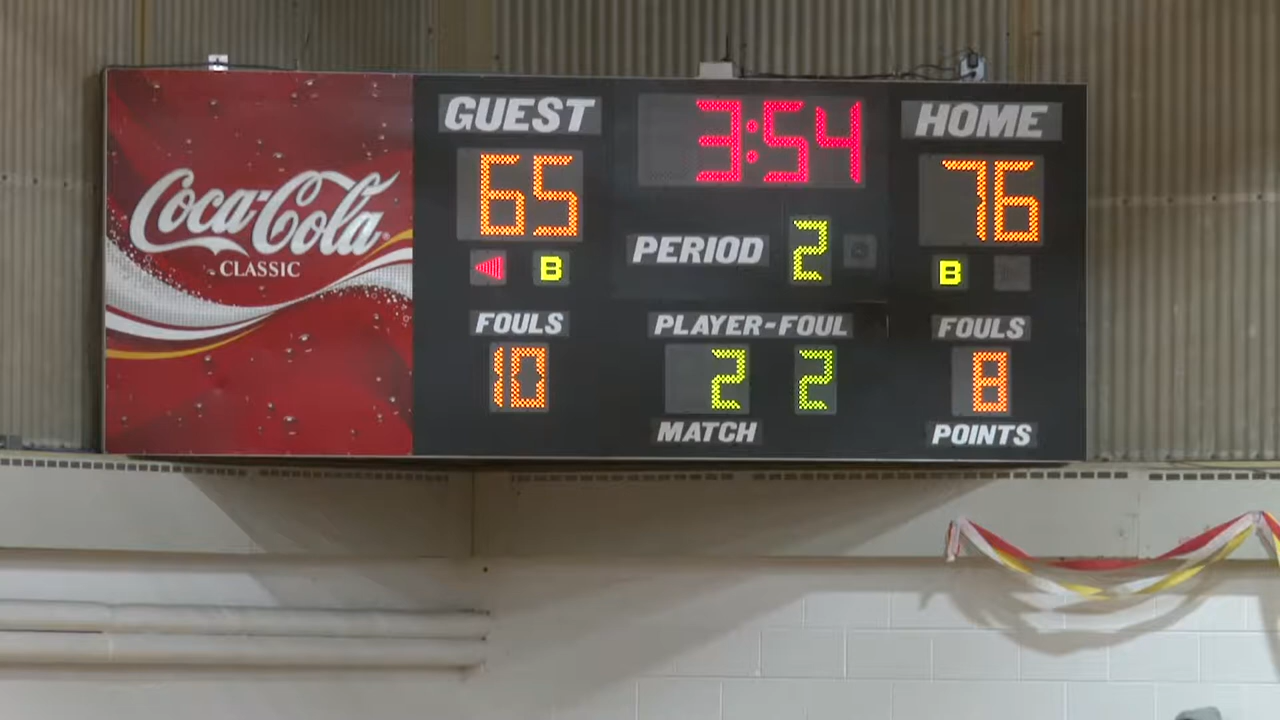 Coca-Cola
CLASSIC
GUEST
3:54
HOME
65
76
PERIOD 2
B
B
FOULS
PLAYER-FOUL
FOULS
10
2 2
8
MATCH
POINTS